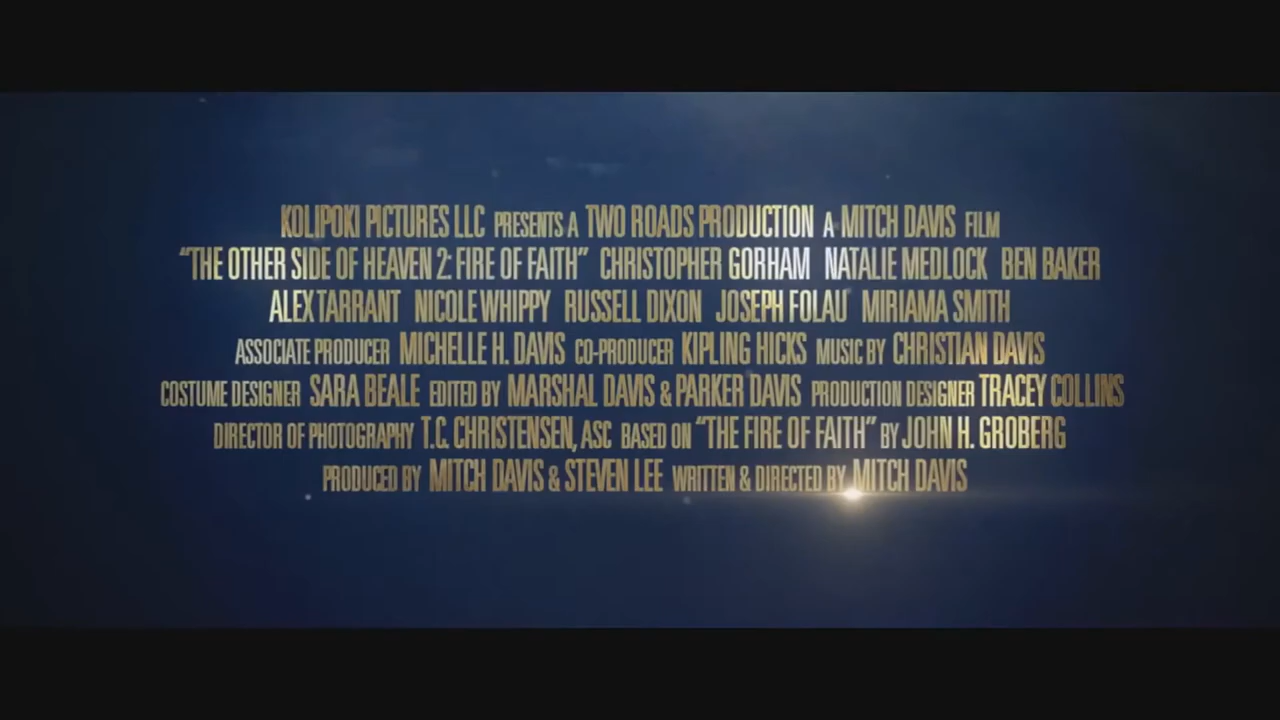 KOLIPOKI PICTURES LLC PRESENTS A TWO ROADS PRODUCTION A MITCH DAVIS FILM
"THE OTHER SIDE OF HEAVEN 2: FIRE OF FAITH" CHRISTOPHER GORHAM NATALIE MEDLOCK BEN BAKER
ALEX TARRANT NICOLE WHIPPY RUSSELL DIXON JOSEPH FOLAU MIRIAMA SMITH
ASSOCIATE PRODUCER MICHELLE H. DAVIS CO-PRODUCER KIPLING HICKS MUSIC BY CHRISTIAN DAVIS
COSTUME DESIGNER SARA BEALE EDITED BY MARSHAL DAVIS & PARKER DAVIS PRODUCTION DESIGNER TRACEY COLLINS
DIRECTOR OF PHOTOGRAPHY T.C. CHRISTENSEN, ASC BASED ON "THE FIRE OF FAITH" BY JOHN H. GROBERG
PRODUCED BY MITCH DAVIS & STEVEN LEE WRITTEN & DIRECTED BY MITCH DAVIS